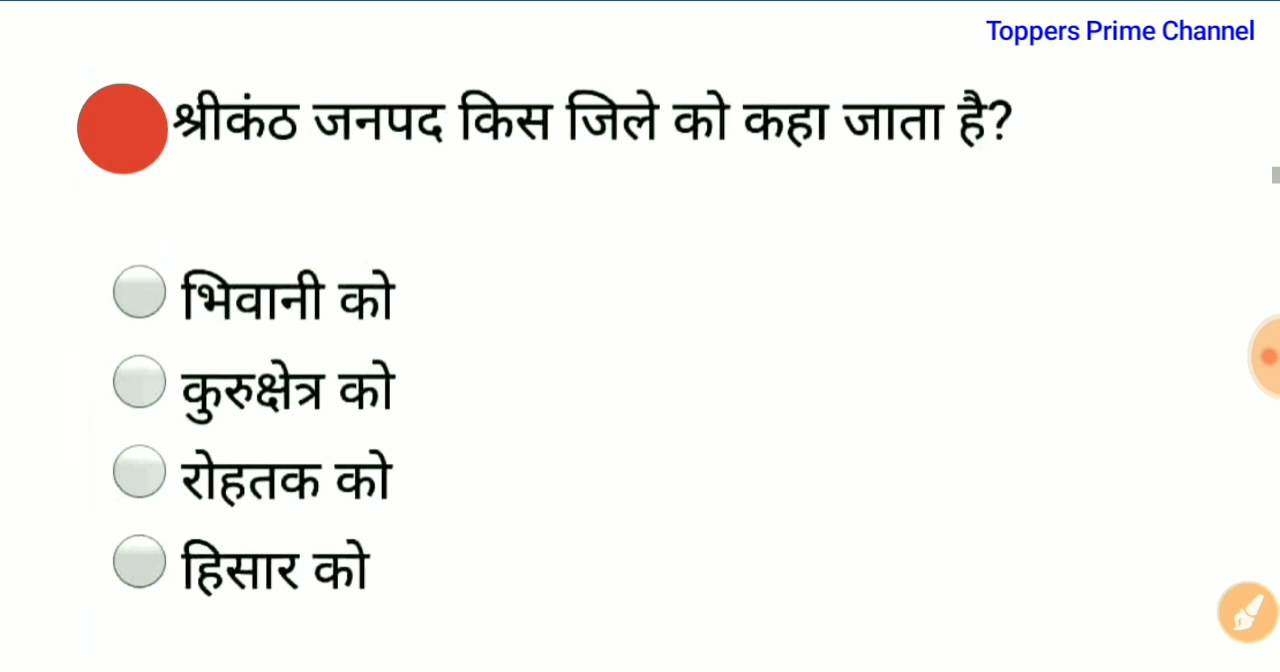 Toppers Prime Channel
श्रीकंठ जनपद किस जिले को कहा जाता है?
भिवानी को
कुरुक्षेत्र को
रोहतक को
हिसार को